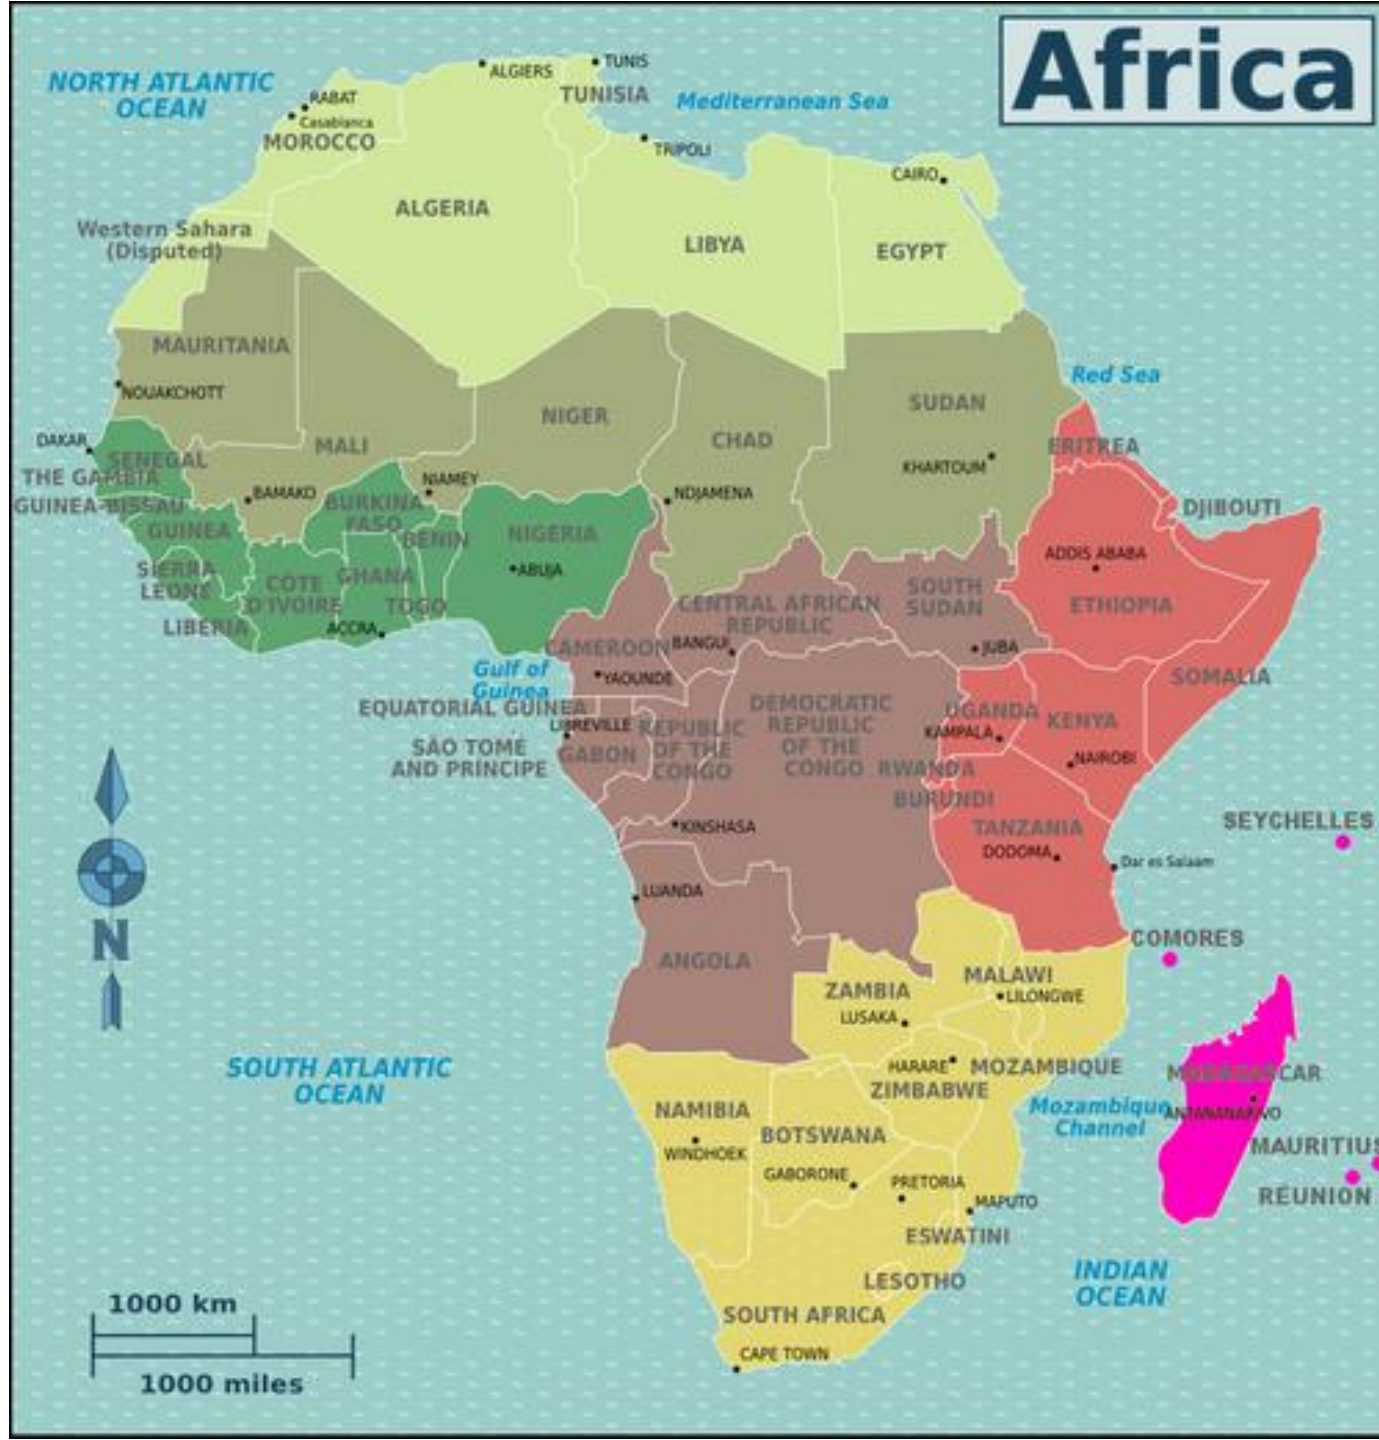 Africa
NORTH ATLANTIC
OCEAN
RABAT
Casablanca
MOROCCO
ALGIERS
TUNIS
TUNISIA
Mediterranean Sea
TRIPOLI
CAIRO
ALGERIA
LIBYA
EGYPT
Western Sahara
(Disputed)
MAURITANIA
NOUAKCHOTT
MALI
NIGER
CHAD
SUDAN
Red Sea
KHARTOUM
ERITREA
DAKAR
SENEGAL
THE GAMBIA
GUINEA-BISSAU
BAMAKO
NIAMEY
BURKINA
FASO
NDJAMENA
DJIBOUTI
GUINEA
BENIN
NIGERIA
ABUJA
ADDIS ABABA
ETHIOPIA
SIERRA
LEONE
CÔTE
D'IVOIRE
GHANA
TOGO
LIBERIA
ACCRA
CENTRAL AFRICAN
REPUBLIC
BANGUI
SOUTH
SUDAN
JUBA
CAMEROON
YAOUNDE
Gulf of
Guinea
SOMALIA
EQUATORIAL GUINEA
LIBREVILLE
GABON
REPUBLIC
OF THE
CONGO
DEMOCRATIC
REPUBLIC
OF THE
CONGO
UGANDA
KAMPALA
KENYA
NAIROBI
SÃO TOMÉ
AND PRÍNCIPE
RWANDA
BURUNDI
KINSHASA
TANZANIA
DODOMA
Dar es Salaam
SEYCHELLES
LUANDA
ANGOLA
COMORES
ZAMBIA
LUSAKA
MALAWI
LILONGWE
HARARE
ZIMBABWE
MOZAMBIQUE
MADAGASCAR
ANTANANARIVO
Mozambique
Channel
MAURITIUS
RÉUNION
N
SOUTH ATLANTIC
OCEAN
NAMIBIA
WINDHOEK
BOTSWANA
GABORONE
PRETORIA
MAPUTO
ESWATINI
LESOTHO
SOUTH AFRICA
CAPE TOWN
INDIAN
OCEAN
1000 km
1000 miles